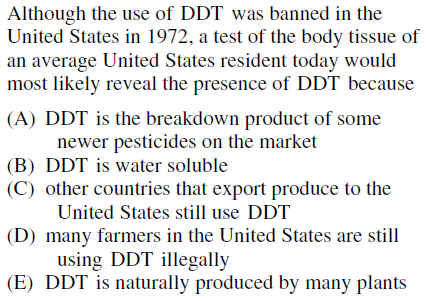 Although the use of DDT was banned in the
United States in 1972, a test of the body tissue of
an average United States resident today would
most likely reveal the presence of DDT because
(A) DDT is the breakdown product of some
newer pesticides on the market
(B) DDT is water soluble
(C) other countries that export produce to the
United States still use DDT
(D) many farmers in the United States are still
using DDT illegally
(E) DDT is naturally produced by many plants